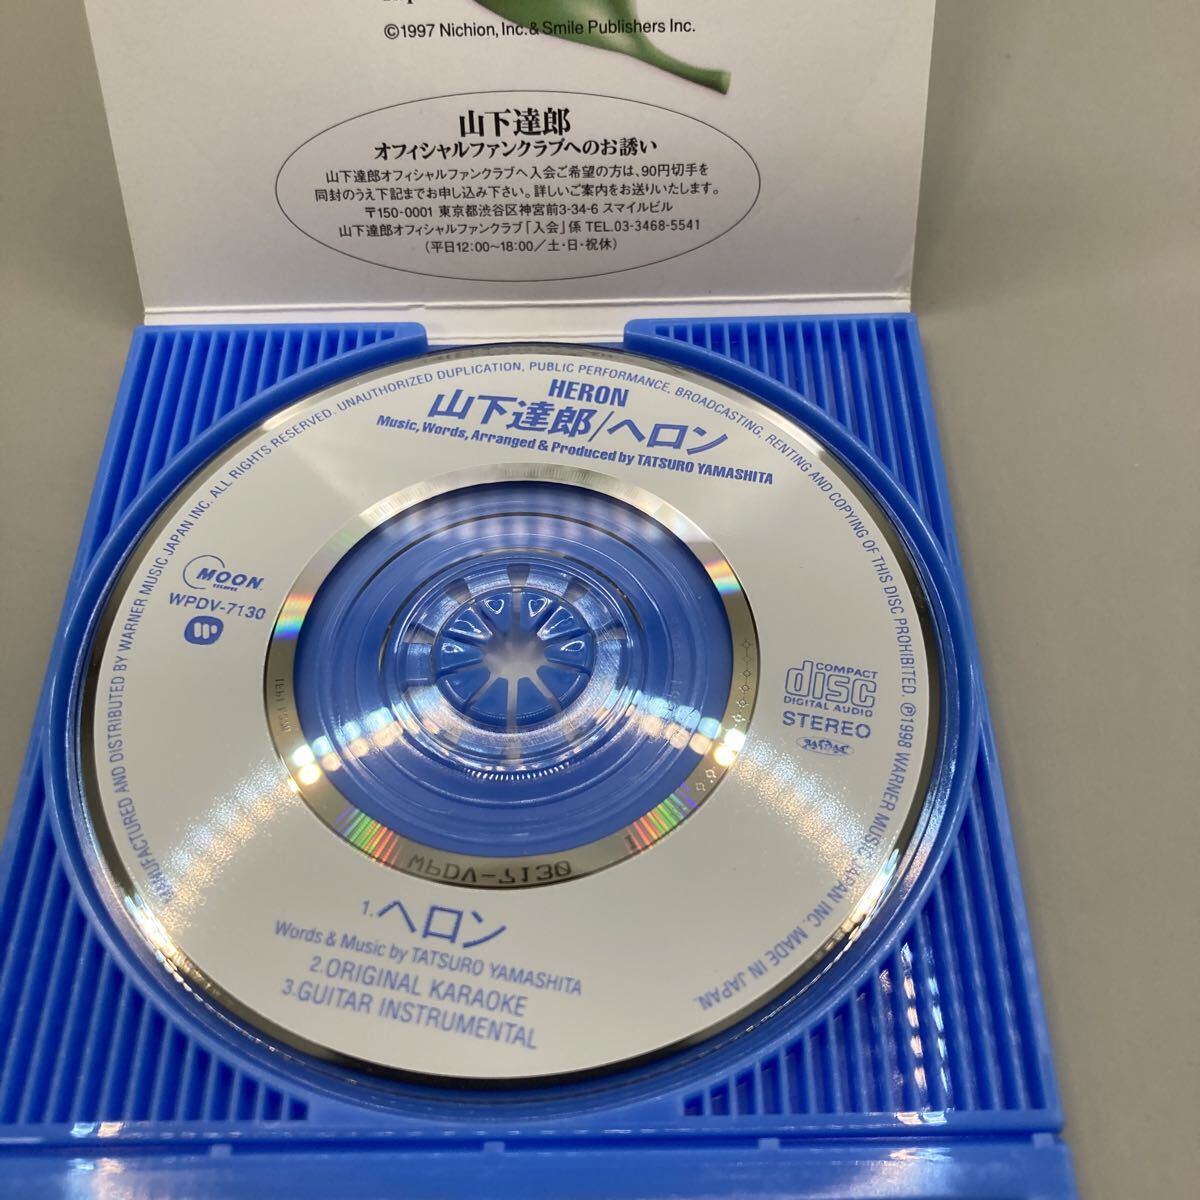 ©1997 Nichion, Inc. & Smile Publishers Inc.
山下達郎
オフィシャルファンクラブへのお誘い
山下達郎オフィシャルファンクラブへ入会ご希望の方は、90円切手を
同封のうえ下記までお申し込み下さい。詳しいご案内をお送りいたします。
〒150-0001 東京都渋谷区神宮前3-34-6 スマイルビル
山下達郎オフィシャルファンクラブ「入会」係 TEL.03-3468-5541
(平日12:00〜18:00/土・日・祝休)
MANUFACTURED AND DISTRIBUTED BY WARNER MUSIC JAPAN INC. ALL RIGHTS RESERVED. UNAUTHORIZED DUPLICATION, PUBLIC PERFORMANCE, BROADCASTING, RENTING AND COPYING OF THIS DISC PROHIBITED. ℗1998 WARNER MUSIC JAPAN INC. MADE IN JAPAN.
HERON
山下達郎/ヘロン
Music, Words, Arranged & Produced by TATSURO YAMASHITA
MOON
RECORDS
WPDV-7130
COMPACT
disc
DIGITAL AUDIO
STEREO
WPDV-7130
1.ヘロン
Words & Music by TATSURO YAMASHITA
2.ORIGINAL KARAOKE
3.GUITAR INSTRUMENTAL